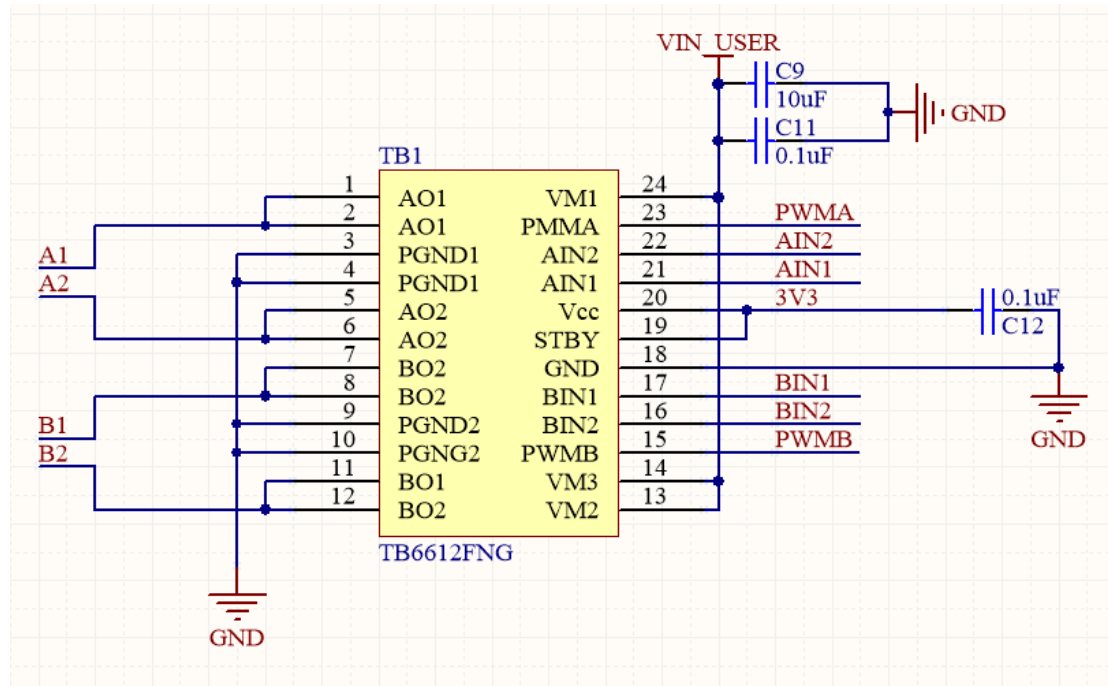 VIN_USER
C9
10uF
GND
C11
0.1uF
TB1
1 AO1 VM1 24
2 AO1 PMMA 23 PWMA
3 PGND1 AIN2 22 AIN2
A1
4 PGND1 AIN1 21 AIN1
A2
5 AO2 Vcc 20 3V3
0.1uF
C12
6 AO2 STBY 19
7 BO2 GND 18
8 BO2 BIN1 17 BIN1
9 PGND2 BIN2 16 BIN2
B1
10 PGNG2 PWMB 15 PWMB
B2
GND
11 BO1 VM3 14
12 BO2 VM2 13
TB6612FNG
GND